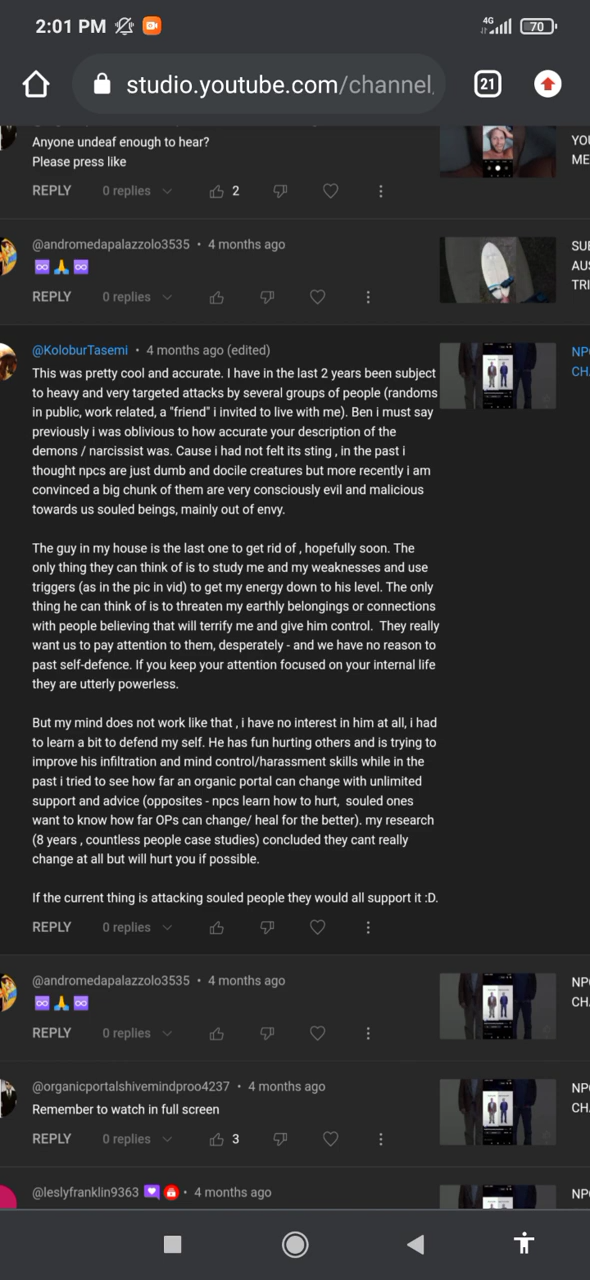 2:01 PM
4G
70
studio.youtube.com/channel
21
Anyone undeaf enough to hear?
Please press like
YOU
ME
REPLY 0 replies 2
@andromedapalazzolo3535 • 4 months ago
♾️🙏♾️
SUE
AUS
TRI
REPLY 0 replies
@KoloburTasemi • 4 months ago (edited)
NPC
CHA
This was pretty cool and accurate. I have in the last 2 years been subject
to heavy and very targeted attacks by several groups of people (randoms
in public, work related, a "friend" i invited to live with me). Ben i must say
previously i was oblivious to how accurate your description of the
demons / narcissist was. Cause i had not felt its sting , in the past i
thought npcs are just dumb and docile creatures but more recently i am
convinced a big chunk of them are very consciously evil and malicious
towards us souled beings, mainly out of envy.
The guy in my house is the last one to get rid of , hopefully soon. The
only thing they can think of is to study me and my weaknesses and use
triggers (as in the pic in vid) to get my energy down to his level. The only
thing he can think of is to threaten my earthly belongings or connections
with people believing that will terrify me and give him control. They really
want us to pay attention to them, desperately - and we have no reason to
past self-defence. If you keep your attention focused on your internal life
they are utterly powerless.
But my mind does not work like that , i have no interest in him at all, i had
to learn a bit to defend my self. He has fun hurting others and is trying to
improve his infiltration and mind control/harassment skills while in the
past i tried to see how far an organic portal can change with unlimited
support and advice (opposites - npcs learn how to hurt, souled ones
want to know how far OPs can change/ heal for the better). my research
(8 years , countless people case studies) concluded they cant really
change at all but will hurt you if possible.
If the current thing is attacking souled people they would all support it :D.
REPLY 0 replies
@andromedapalazzolo3535 • 4 months ago
♾️🙏♾️
NPC
CHA
REPLY 0 replies
@organicportalshivemindproo4237 • 4 months ago
Remember to watch in full screen
NPC
CHA
REPLY 0 replies 3
@leslyfranklin9363 • 4 months ago
NPC